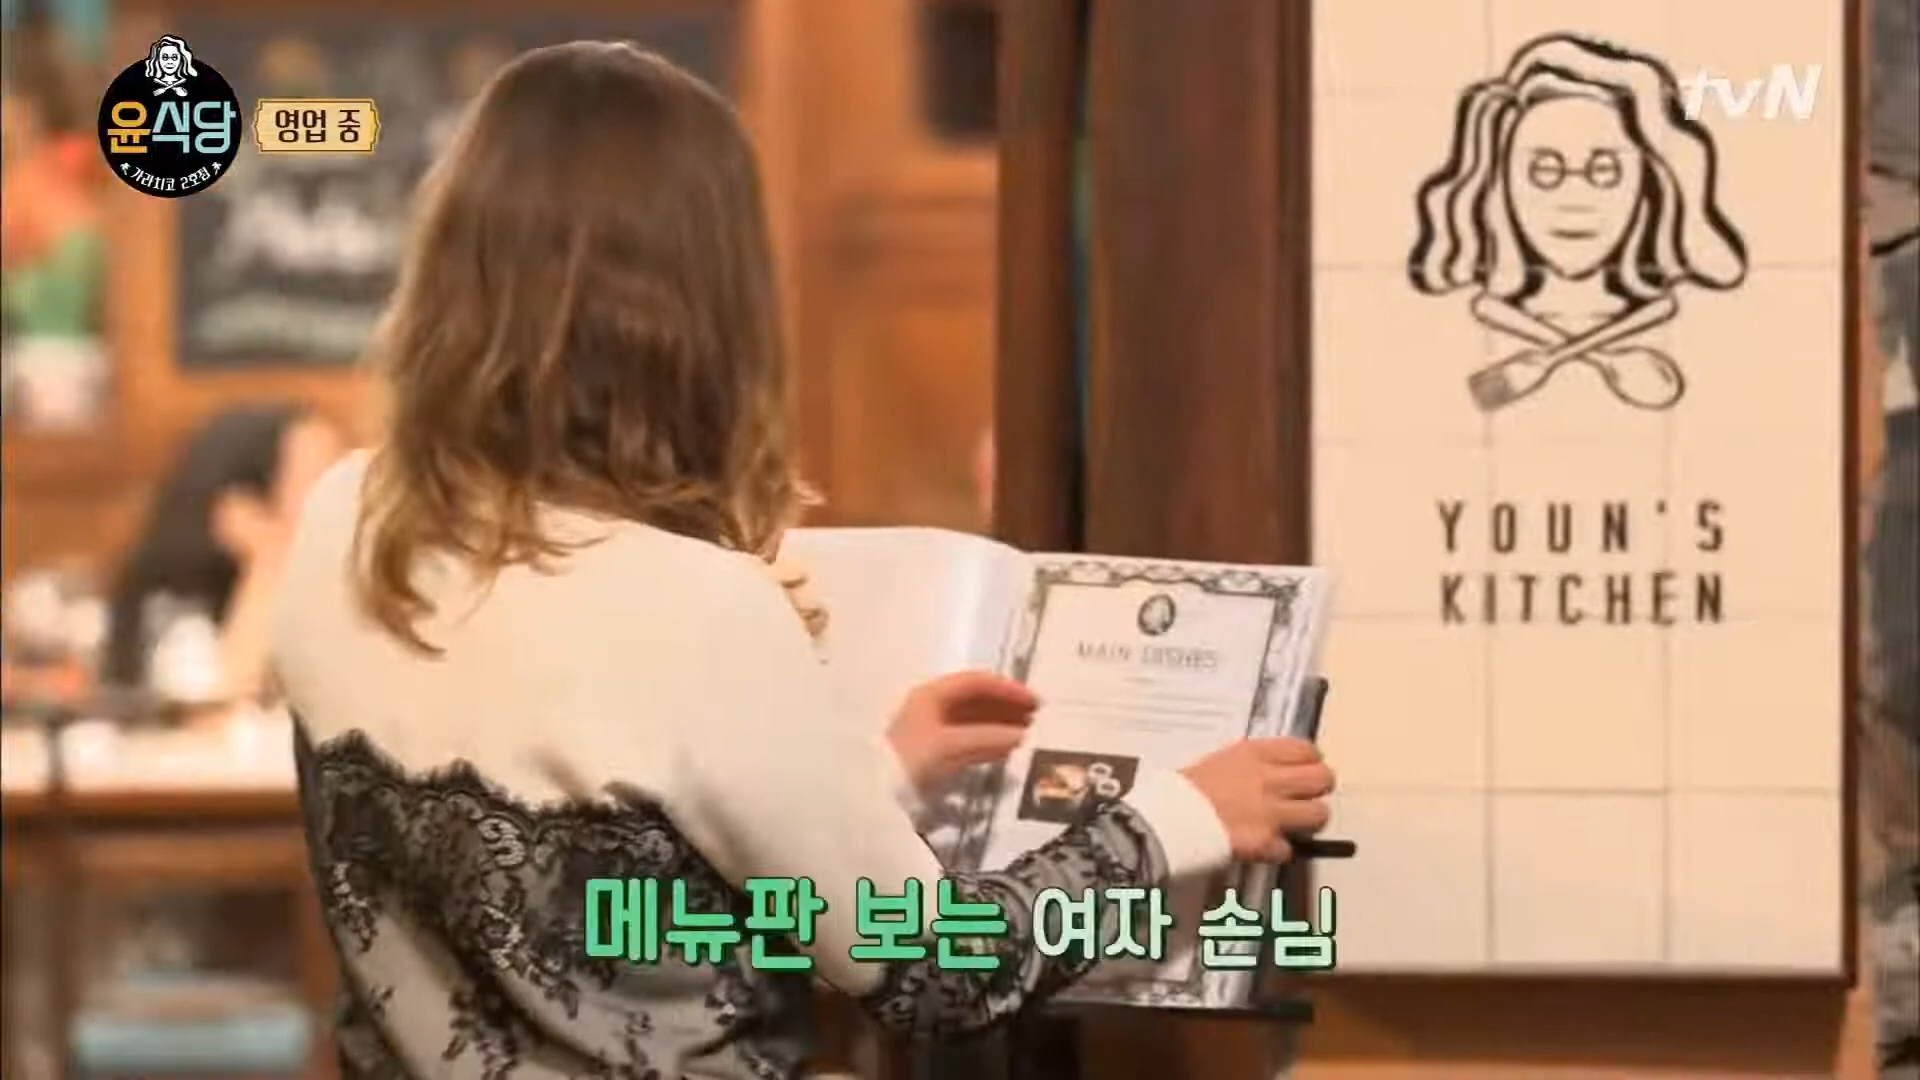 윤식당
가라치코 2호점
영업 중
tvN
YOUN'S
KITCHEN
MAIN DISHES
메뉴판 보는 여자 손님